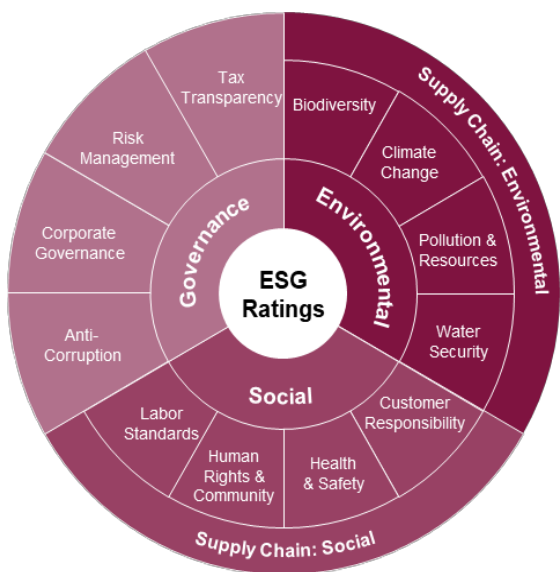 ESG
Ratings
Environmental
Biodiversity
Climate
Change
Pollution &
Resources
Water
Security
Supply Chain: Environmental
Social
Customer
Responsibility
Health
& Safety
Human
Rights &
Community
Labor
Standards
Supply Chain: Social
Governance
Anti-
Corruption
Corporate
Governance
Risk
Management
Tax
Transparency